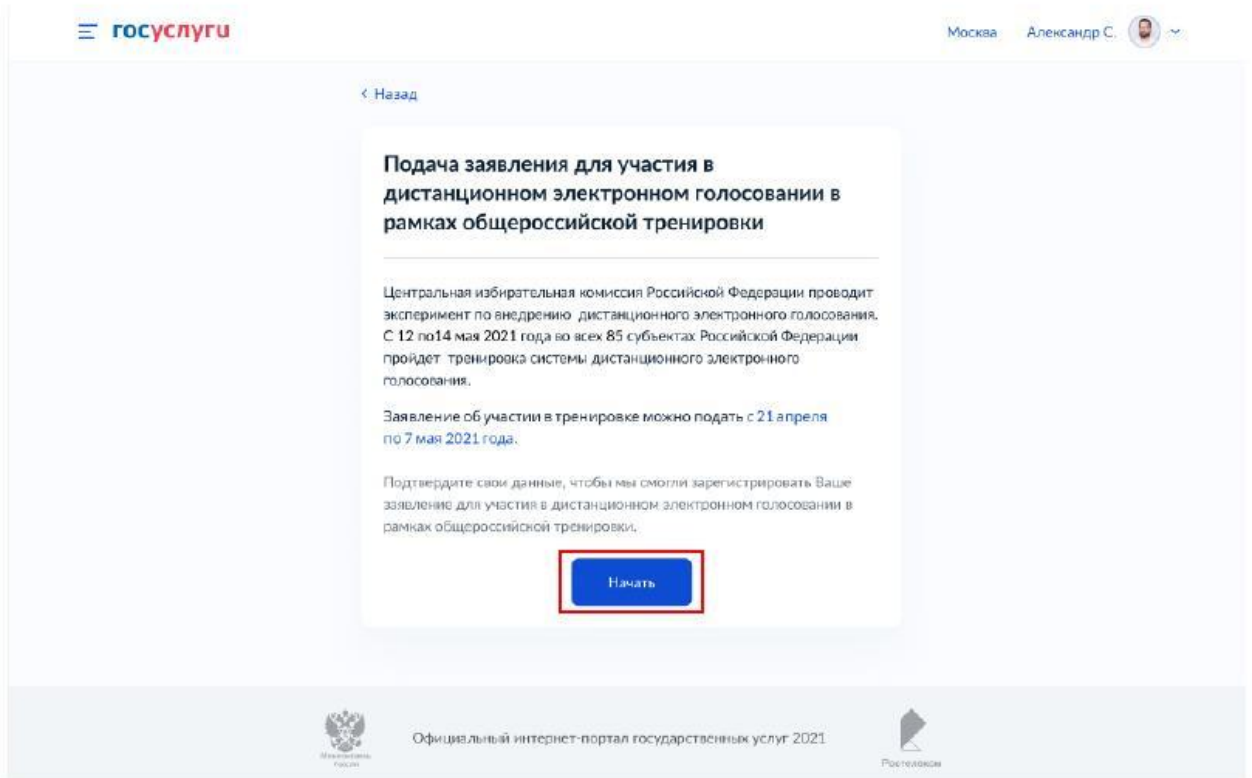 госуслуги
Москва Александр С.
Назад
Подача заявления для участия в
дистанционном электронном голосовании в
рамках общероссийской тренировки
Центральная избирательная комиссия Российской Федерации проводит
эксперимент по внедрению дистанционного электронного голосования.
С 12 по14 мая 2021 года во всех 85 субъектах Российской Федерации
пройдет тренировка системы дистанционного электронного
голосования.
Заявление об участии в тренировке можно подать с 21 апреля
по 7 мая 2021 года.
Подтвердите свои данные, чтобы мы смогли зарегистрировать Ваше
заявление для участия в дистанционном электронном голосовании в
рамках общероссийской тренировки.
Начать
Официальный интернет-портал государственных услуг 2021
России
Ростелеком